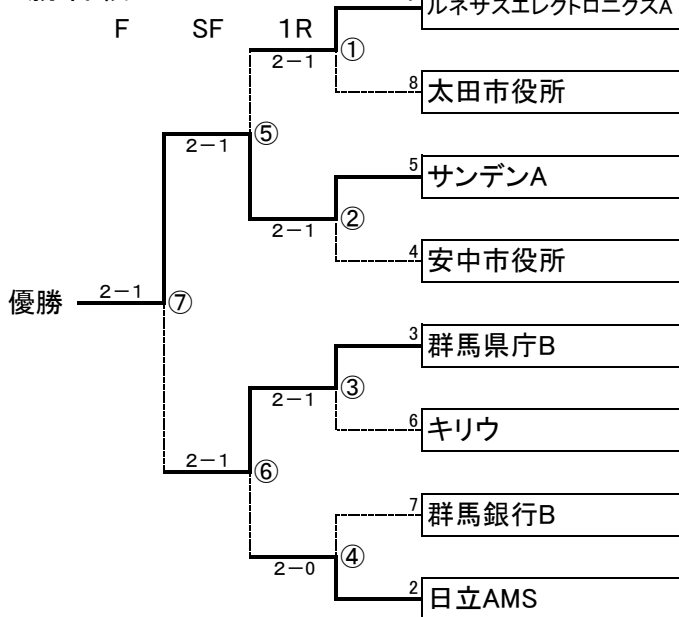 F SF 1R
ルネサスエレクトロニクスA
2-1 ①
8 太田市役所
2-1 ⑤
5 サンデンA
2-1 ②
4 安中市役所
優勝 2-1 ⑦
3 群馬県庁B
2-1 ③
6 キリウ
2-1 ⑥
7 群馬銀行B
2-0 ④
2 日立AMS